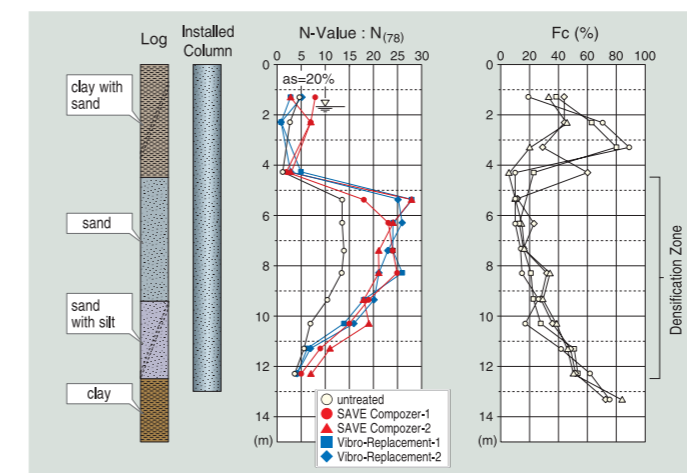 Log
Installed
Column
N-Value : N(78)
0 5 10 15 20 25 30
as=20%
Fc (%)
0 20 40 60 80 100
clay with
sand
sand
sand
with silt
clay
0
2
4
6
8
10
12
14
(m)
0
2
4
6
8
10
12
14
(m)
Densification Zone
untreated
SAVE Compozer-1
SAVE Compozer-2
Vibro-Replacement-1
Vibro-Replacement-2